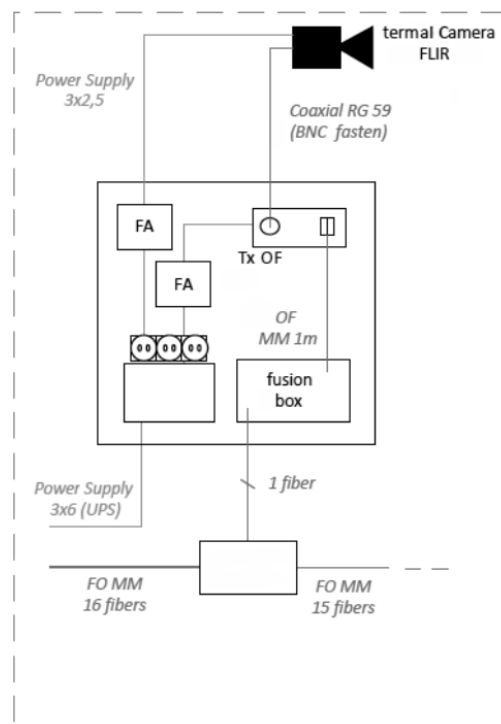 termal Camera
FLIR
Power Supply
3x2,5
Coaxial RG 59
(BNC fasten)
FA
Tx OF
FA
OF
MM 1m
fusion
box
Power Supply
3x6 (UPS)
1 fiber
FO MM
16 fibers
FO MM
15 fibers